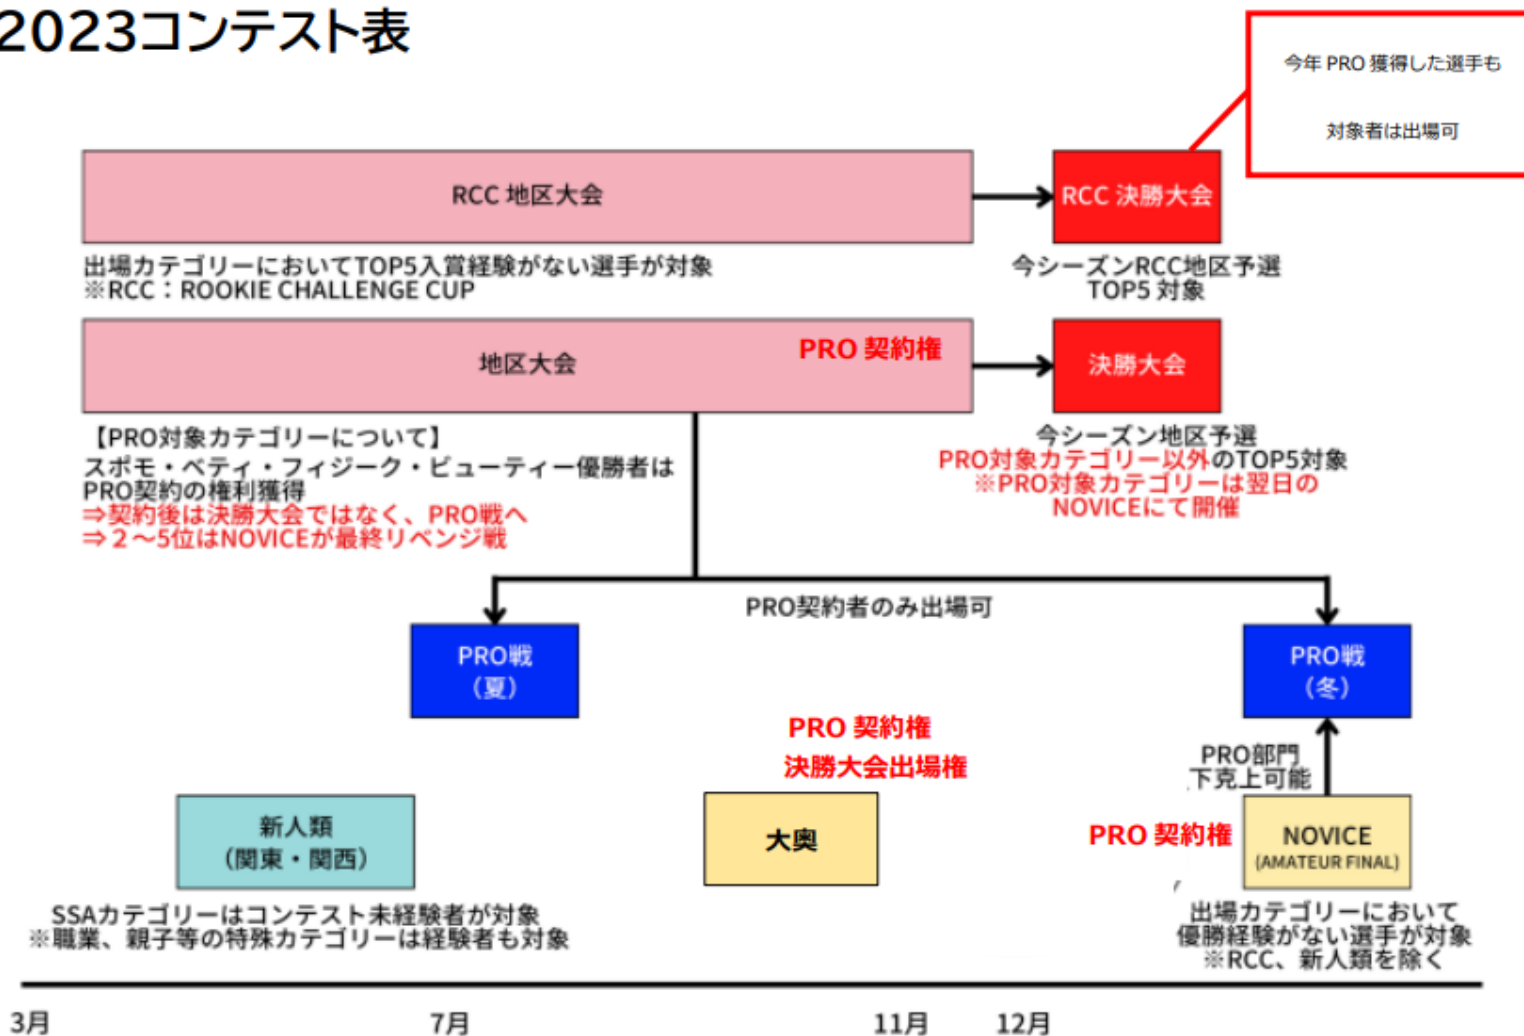 2023コンテスト表
今年 PRO 獲得した選手も
対象者は出場可
RCC 地区大会
RCC 決勝大会
出場カテゴリーにおいてTOP5入賞経験がない選手が対象
※RCC：ROOKIE CHALLENGE CUP
今シーズンRCC地区予選
TOP5 対象
地区大会
PRO 契約権
決勝大会
【PRO対象カテゴリーについて】
スポモ・ベティ・フィジーク・ビューティー優勝者は
PRO契約の権利獲得
⇒契約後は決勝大会ではなく、PRO戦へ
⇒２～5位はNOVICEが最終リベンジ戦
今シーズン地区予選
PRO対象カテゴリー以外のTOP5対象
※PRO対象カテゴリーは翌日の
NOVICEにて開催
PRO契約者のみ出場可
PRO戦
（夏）
PRO戦
（冬）
PRO 契約権
決勝大会出場権
PRO部門
下克上可能
新人類
（関東・関西）
大奥
PRO 契約権
NOVICE
(AMATEUR FINAL)
SSAカテゴリーはコンテスト未経験者が対象
※職業、親子等の特殊カテゴリーは経験者も対象
出場カテゴリーにおいて
優勝経験がない選手が対象
※RCC、新人類を除く
3月
7月
11月
12月